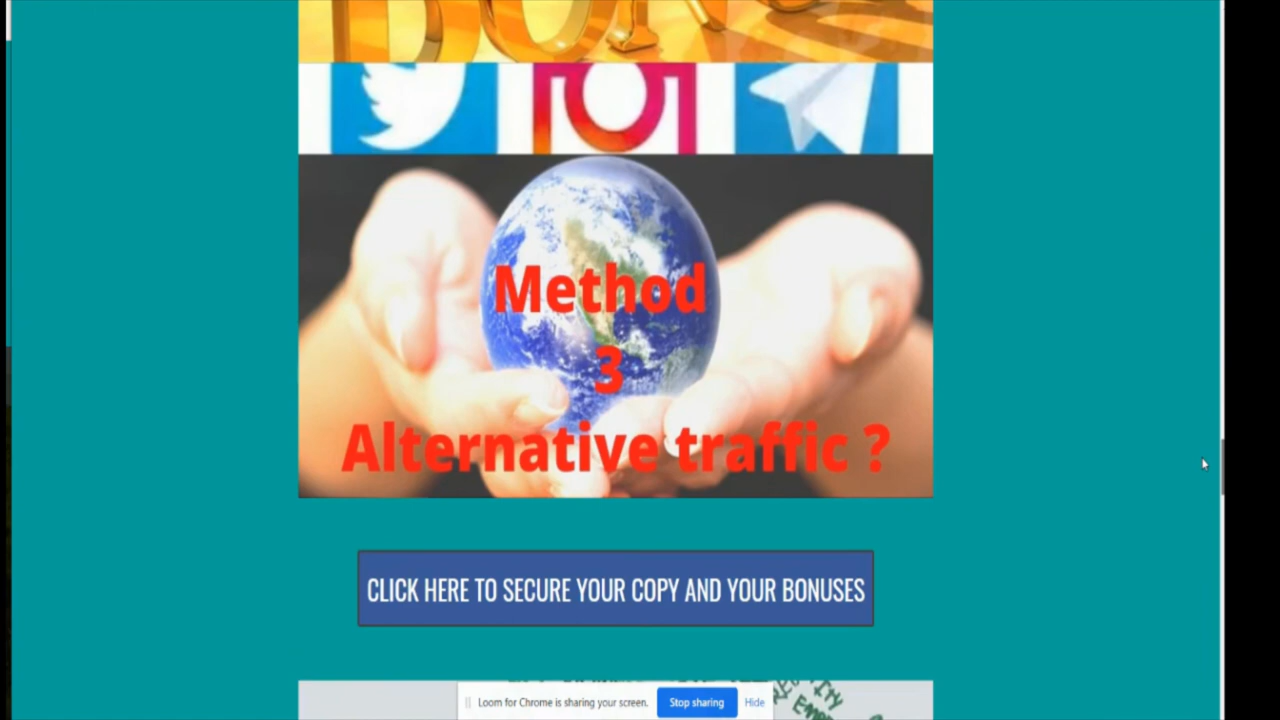 Method
3
Alternative traffic ?
CLICK HERE TO SECURE YOUR COPY AND YOUR BONUSES
Loom for Chrome is sharing your screen.
Stop sharing
Hide